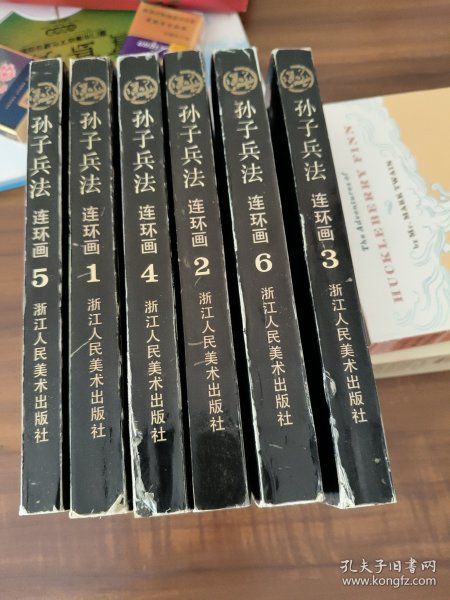 孙子兵法 连环画 5 浙江人民美术出版社
孙子兵法 连环画 1 浙江人民美术出版社
孙子兵法 连环画 4 浙江人民美术出版社
孙子兵法 连环画 2 浙江人民美术出版社
孙子兵法 连环画 6 浙江人民美术出版社
孙子兵法 连环画 3 浙江人民美术出版社
The Adventures of
HUCKLEBERRY FINN
by Mr. MARK TWAIN
孔夫子旧书网
www.kongfz.com